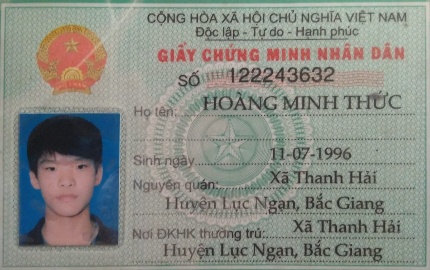 CỘNG HÒA XÃ HỘI CHỦ NGHĨA VIỆT NAM
Độc lập - Tự do - Hạnh phúc
GIẤY CHỨNG MINH NHÂN DÂN
SỐ 122243632
Họ tên: HOÀNG MINH THỨC
Sinh ngày 11-07-1996
Nguyên quán: Xã Thanh Hải
Huyện Lục Ngạn, Bắc Giang
Nơi ĐKHK thường trú: Xã Thanh Hải
Huyện Lục Ngạn, Bắc Giang